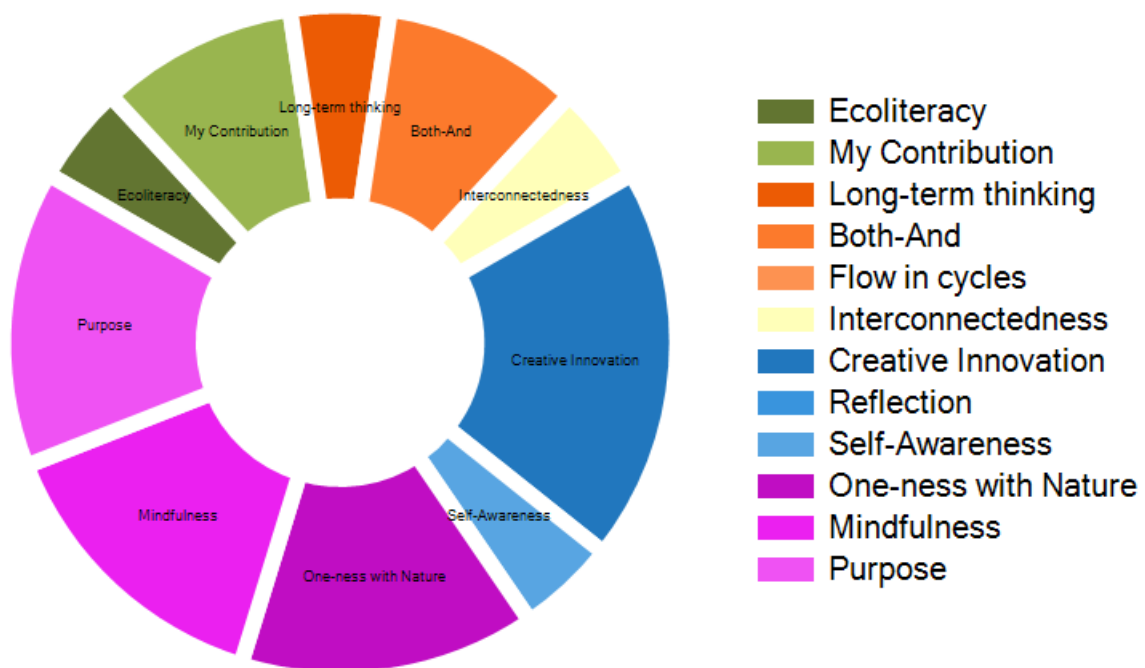 Long-term thinking
My Contribution
Both-And
Ecoliteracy
Interconnectedness
Purpose
Creative Innovation
Mindfulness
Self-Awareness
One-ness with Nature
Ecoliteracy
My Contribution
Long-term thinking
Both-And
Flow in cycles
Interconnectedness
Creative Innovation
Reflection
Self-Awareness
One-ness with Nature
Mindfulness
Purpose